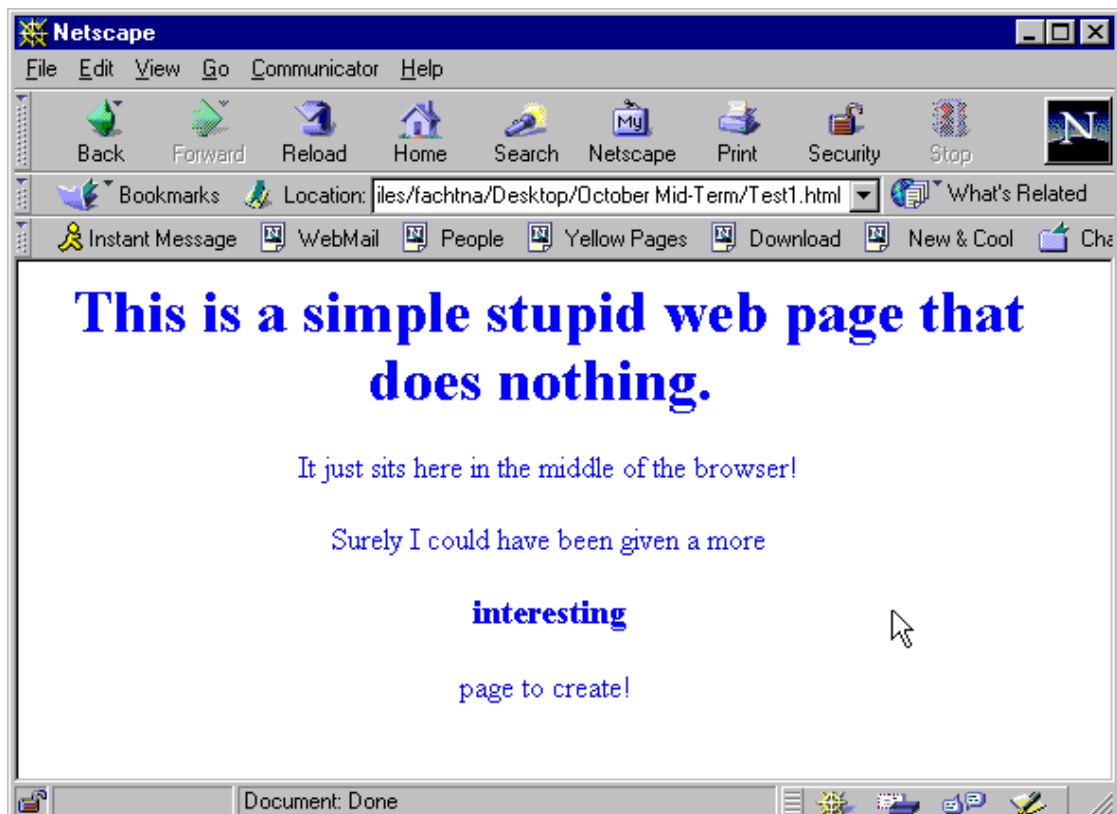 Netscape
File Edit View Go Communicator Help
My N
Back Forward Reload Home Search Netscape Print Security Stop
Bookmarks Location: iles/fachtna/Desktop/October Mid-Term/Test1.html What's Related
Instant Message WebMail People Yellow Pages Download New & Cool Cha
This is a simple stupid web page that
does nothing.
It just sits here in the middle of the browser!
Surely I could have been given a more
interesting
page to create!
Document: Done